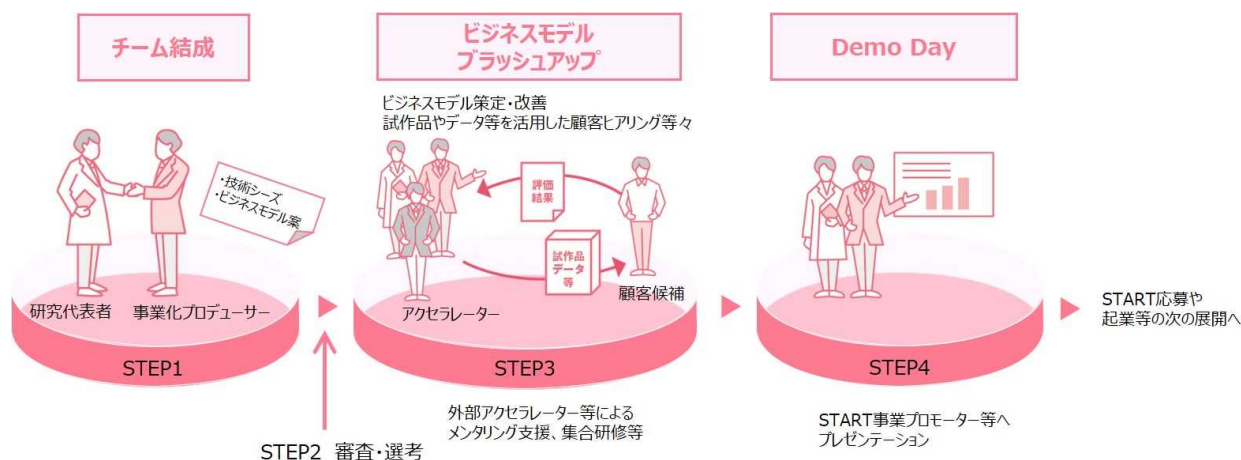 チーム結成
・技術シーズ
・ビジネスモデル案
研究代表者
事業化プロデューサー
STEP1
STEP2 審査・選考
ビジネスモデル
ブラッシュアップ
ビジネスモデル策定・改善
試作品やデータ等を活用した顧客ヒアリング等々
評価
結果
試作品
データ
等
アクセラレーター
顧客候補
STEP3
外部アクセラレーター等による
メンタリング支援、集合研修等
Demo Day
STEP4
START事業プロモーター等へ
プレゼンテーション
START応募や
起業等の次の展開へ